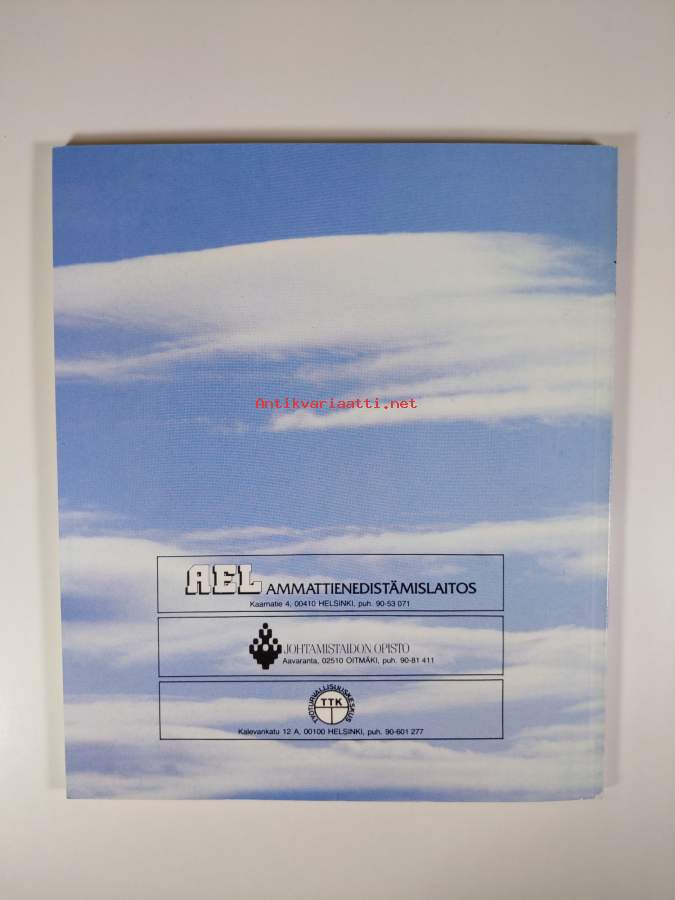 Antikvariaatti.net
AEL AMMATTIENEDISTÄMISLAITOS
Kaarnatie 4, 00410 HELSINKI, puh. 90-53 071
JOHTAMISTAIDON OPISTO
Aavaranta, 02510 OITMÄKI, puh. 90-81 411
TYÖTURVALLISUUSKESKUS
TTK
Kalevankatu 12 A, 00100 HELSINKI, puh. 90-601 277